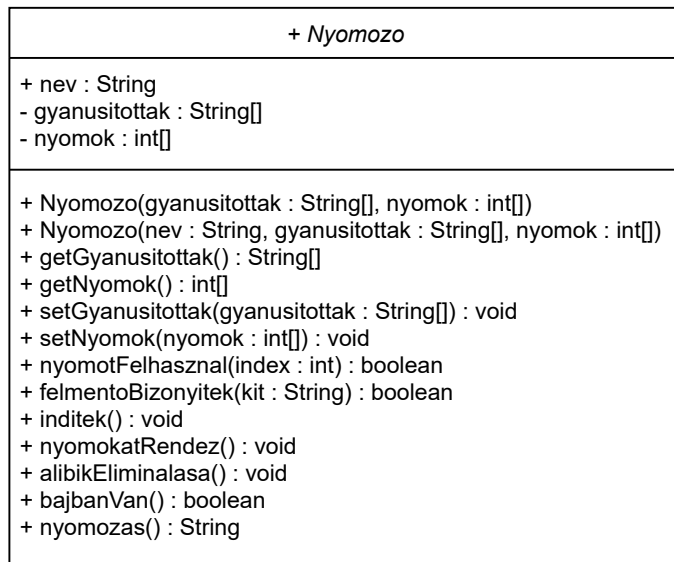 + Nyomozo
+ nev : String
- gyanusitottak : String[]
- nyomok : int[]
+ Nyomozo(gyanusitottak : String[], nyomok : int[])
+ Nyomozo(nev : String, gyanusitottak : String[], nyomok : int[])
+ getGyanusitottak() : String[]
+ getNyomok() : int[]
+ setGyanusitottak(gyanusitottak : String[]) : void
+ setNyomok(nyomok : int[]) : void
+ nyomotFelhasznal(index : int) : boolean
+ felmentoBizonyitek(kit : String) : boolean
+ inditek() : void
+ nyomokatRendez() : void
+ alibikEliminalasa() : void
+ bajbanVan() : boolean
+ nyomozas() : String